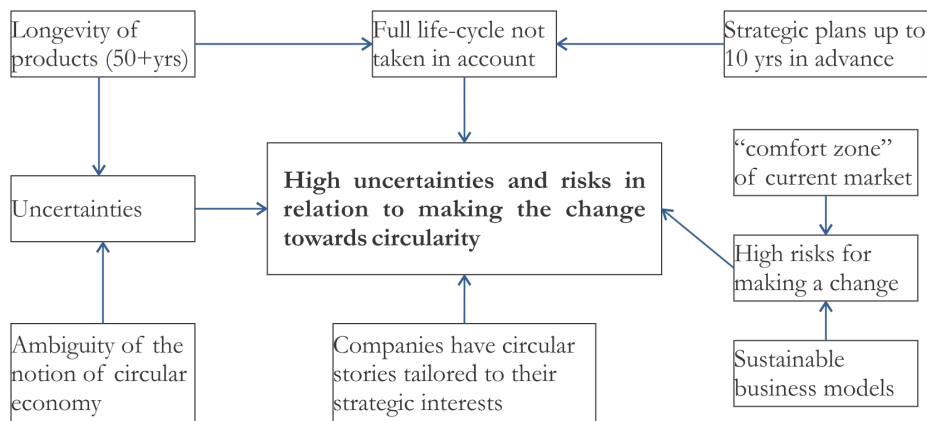 Longevity of
products (50+yrs)
Full life-cycle not
taken in account
Strategic plans up to
10 yrs in advance
“comfort zone”
of current market
High uncertainties and risks in
relation to making the change
towards circularity
Uncertainties
High risks for
making a change
Ambiguity of the
notion of circular
economy
Companies have circular
stories tailored to their
strategic interests
Sustainable
business models